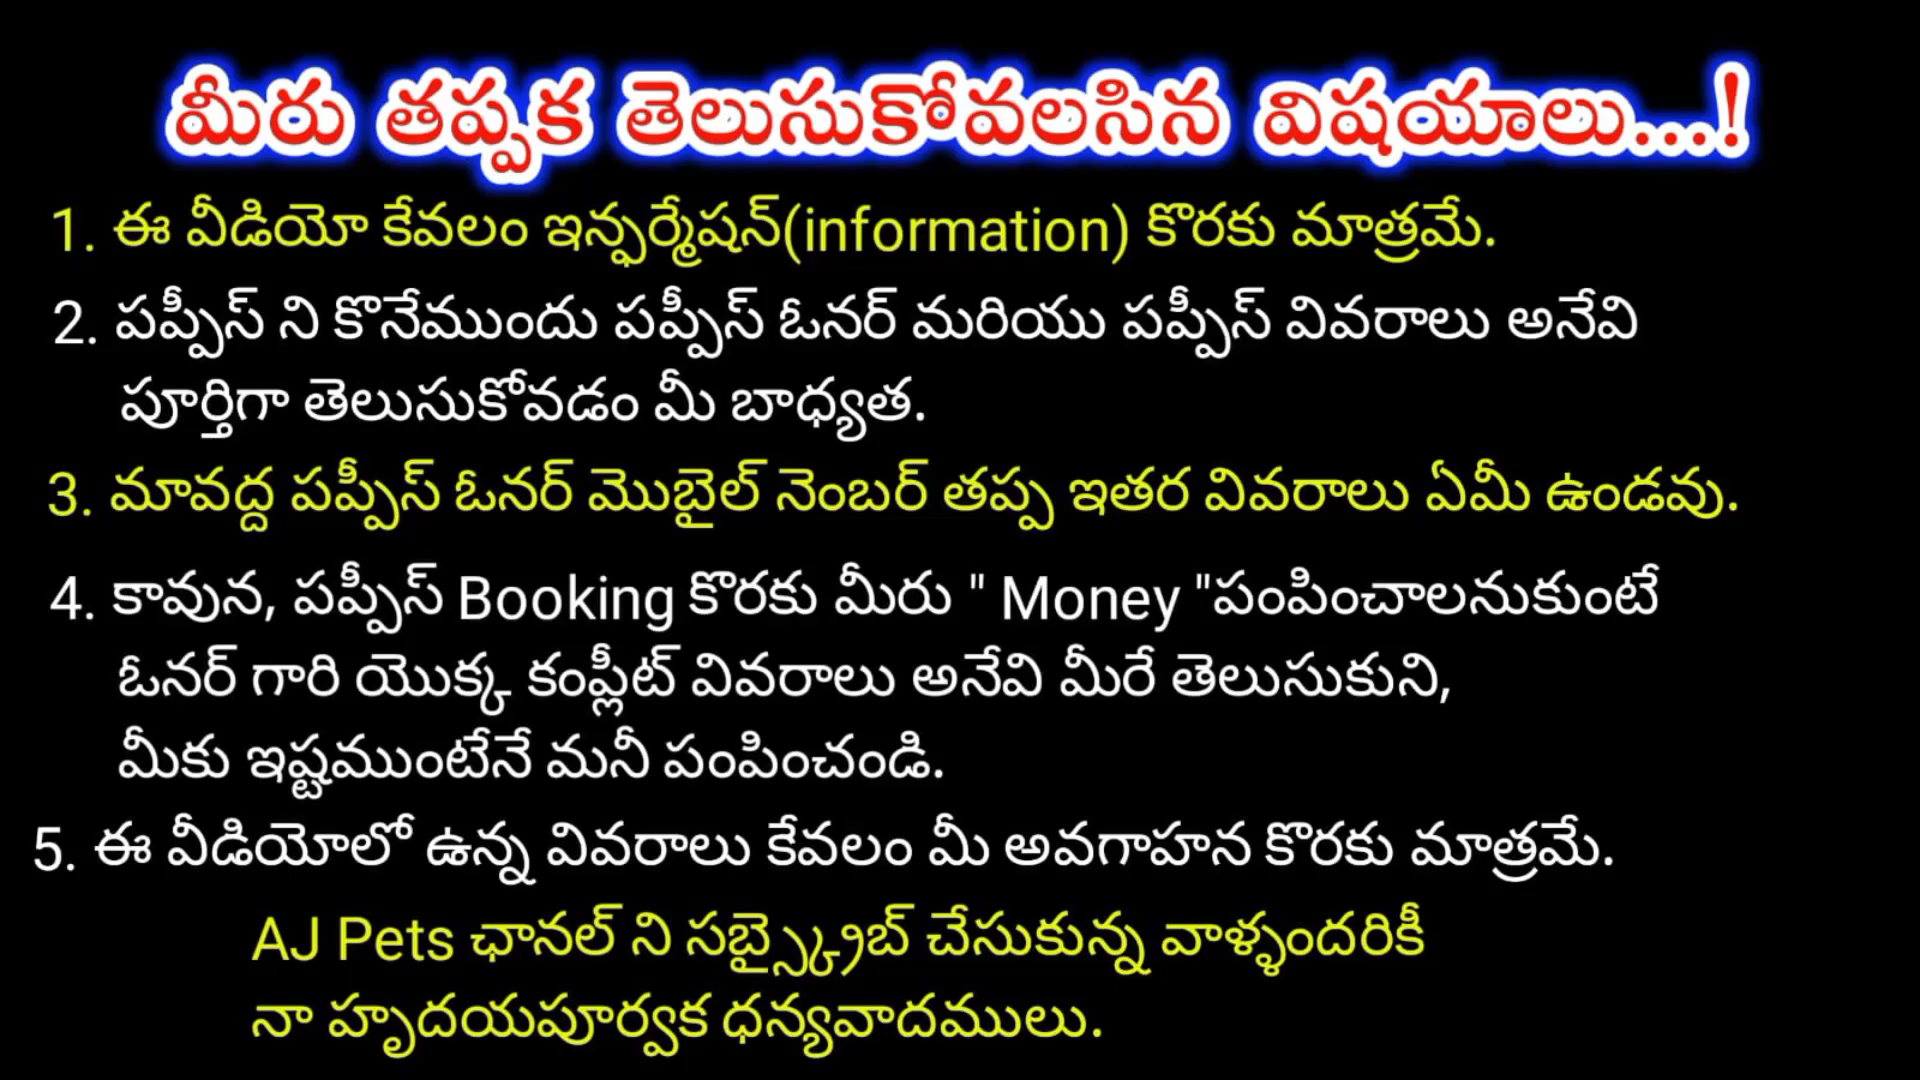 మీరు తప్పక తెలుసుకోవలసిన విషయాలు...!
1. ఈ వీడియో కేవలం ఇన్ఫర్మేషన్(information) కొరకు మాత్రమే.
2. పప్పీస్ ని కొనేముందు పప్పీస్ ఓనర్ మరియు పప్పీస్ వివరాలు అనేవి
పూర్తిగా తెలుసుకోవడం మీ బాధ్యత.
3. మావద్ద పప్పీస్ ఓనర్ మొబైల్ నెంబర్ తప్ప ఇతర వివరాలు ఏమీ ఉండవు.
4. కావున, పప్పీస్ Booking కొరకు మీరు " Money "పంపించాలనుకుంటే
ఓనర్ గారి యొక్క కంప్లీట్ వివరాలు అనేవి మీరే తెలుసుకుని,
మీకు ఇష్టముంటేనే మనీ పంపించండి.
5. ఈ వీడియోలో ఉన్న వివరాలు కేవలం మీ అవగాహన కొరకు మాత్రమే.
AJ Pets ఛానల్ ని సబ్స్క్రైబ్ చేసుకున్న వాళ్ళందరికీ
నా హృదయపూర్వక ధన్యవాదములు.